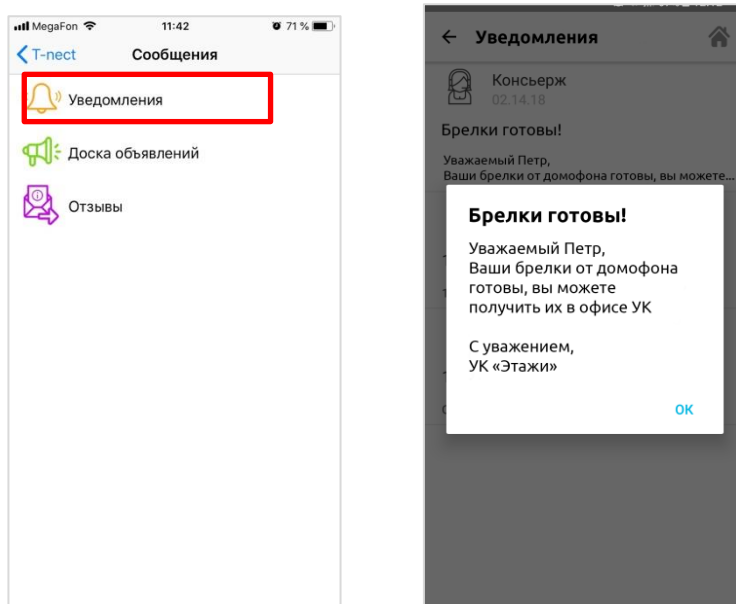 MegaFon 11:42 71 %
T-nect Сообщения
Уведомления
Доска объявлений
Отзывы
Уведомления
Консьерж
02.14.18
Брелки готовы!
Уважаемый Петр,
Ваши брелки от домофона готовы, вы можете...
Брелки готовы!
Уважаемый Петр,
Ваши брелки от домофона
готовы, вы можете
получить их в офисе УК
С уважением,
УК «Этажи»
ОК